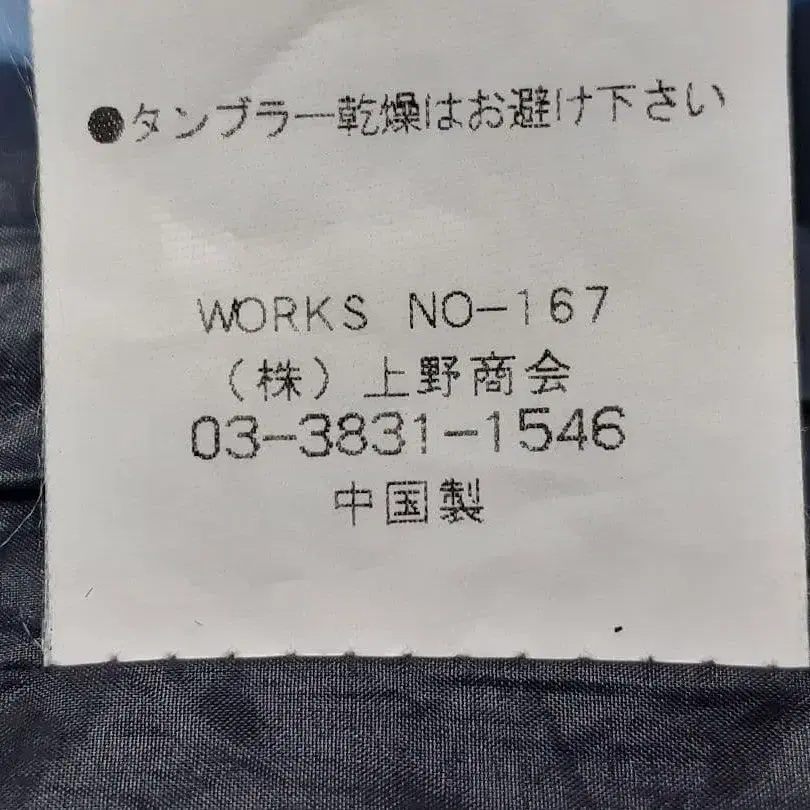 ●タンブラー乾燥はお避け下さい
WORKS NO-167
(株)上野商会
03-3831-1546
中国製